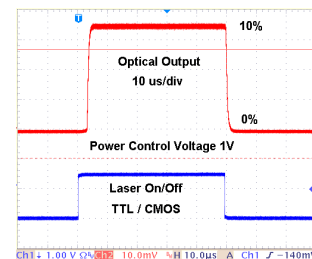 T
10%
Optical Output
10 us/div
0%
Power Control Voltage 1V
Laser On/Off
TTL / CMOS
Ch1↓ 1.00 V Ω Ch2 10.0mV H 10.0µs A Ch1 ∫ -140mV